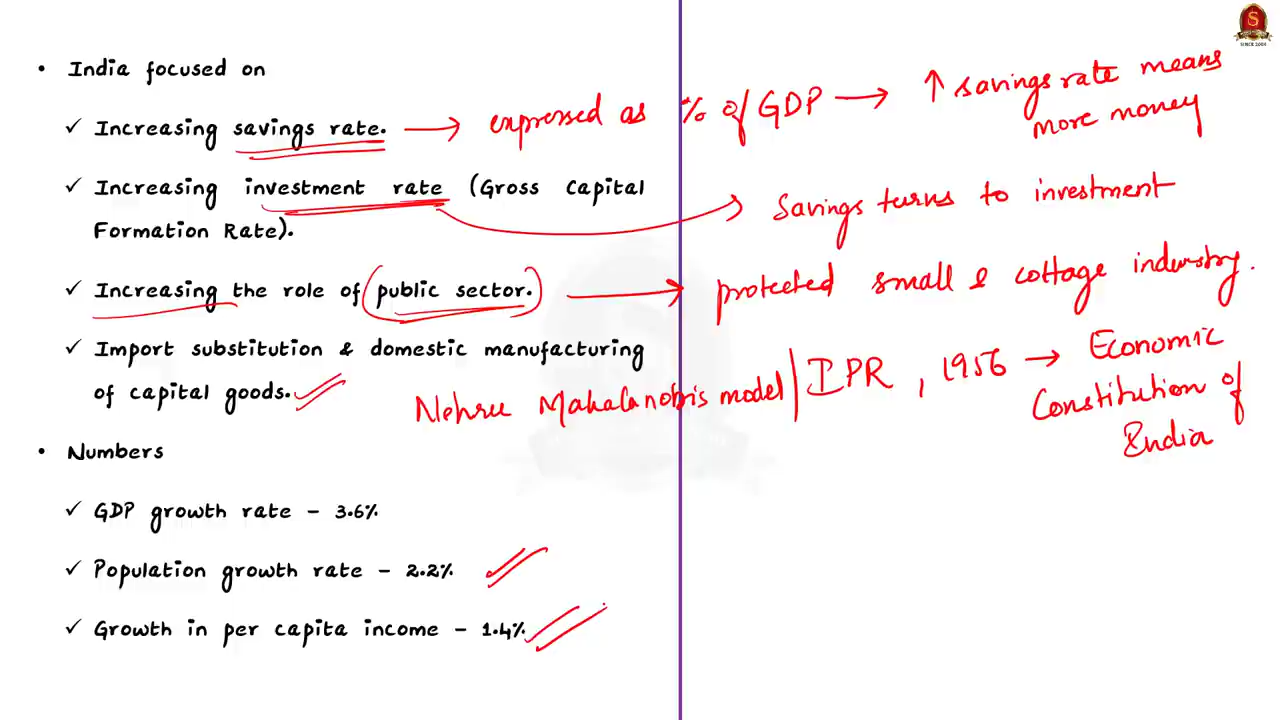 • India focused on
✓ Increasing savings rate. → expressed as % of GDP → ↑ savings rate means
more money
✓ Increasing investment rate (Gross Capital
Formation Rate). → Savings turns to investment
✓ Increasing the role of public sector. → protected small & cottage industry.
✓ Import substitution & domestic manufacturing
of capital goods.
Nehru Mahalanobis model | IPR, 1956 → Economic
Constitution of
India
• Numbers
✓ GDP growth rate - 3.6%
✓ Population growth rate - 2.2%
✓ Growth in per capita income - 1.4%
S
SINCE 2004